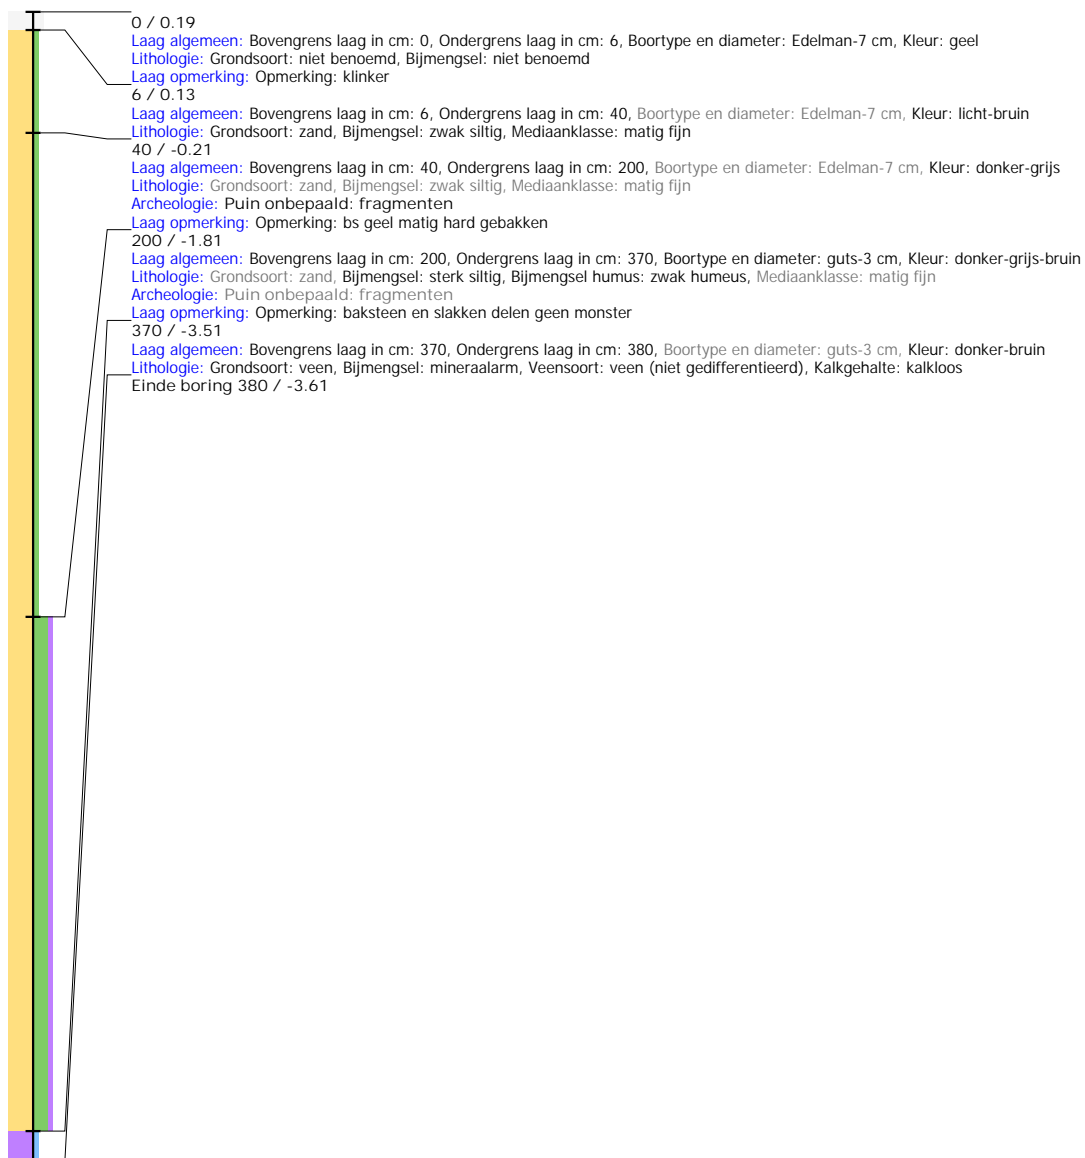 0 / 0.19
Laag algemeen: Bovengrens laag in cm: 0, Ondergrens laag in cm: 6, Boortype en diameter: Edelman-7 cm, Kleur: geel
Lithologie: Grondsoort: niet benoemd, Bijmengsel: niet benoemd
Laag opmerking: Opmerking: klinker
6 / 0.13
Laag algemeen: Bovengrens laag in cm: 6, Ondergrens laag in cm: 40, Boortype en diameter: Edelman-7 cm, Kleur: licht-bruin
Lithologie: Grondsoort: zand, Bijmengsel: zwak siltig, Mediaanklasse: matig fijn
40 / -0.21
Laag algemeen: Bovengrens laag in cm: 40, Ondergrens laag in cm: 200, Boortype en diameter: Edelman-7 cm, Kleur: donker-grijs
Lithologie: Grondsoort: zand, Bijmengsel: zwak siltig, Mediaanklasse: matig fijn
Archeologie: Puin onbepaald: fragmenten
Laag opmerking: Opmerking: bs geel matig hard gebakken
200 / -1.81
Laag algemeen: Bovengrens laag in cm: 200, Ondergrens laag in cm: 370, Boortype en diameter: guts-3 cm, Kleur: donker-grijs-bruin
Lithologie: Grondsoort: zand, Bijmengsel: sterk siltig, Bijmengsel humus: zwak humeus, Mediaanklasse: matig fijn
Archeologie: Puin onbepaald: fragmenten
Laag opmerking: Opmerking: baksteen en slakken delen geen monster
370 / -3.51
Laag algemeen: Bovengrens laag in cm: 370, Ondergrens laag in cm: 380, Boortype en diameter: guts-3 cm, Kleur: donker-bruin
Lithologie: Grondsoort: veen, Bijmengsel: mineraalarm, Veensoort: veen (niet gedifferentieerd), Kalkgehalte: kalkloos
Einde boring 380 / -3.61